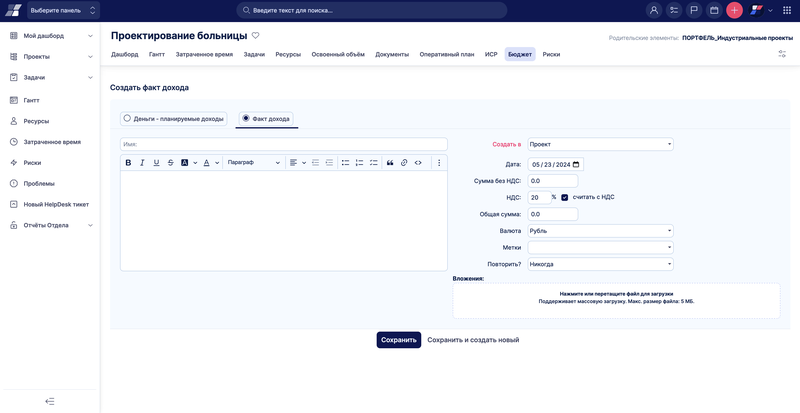 Выберите панель
Введите текст для поиска...
Мой дашборд
Проекты
Задачи
Гантт
Ресурсы
Затраченное время
Риски
Проблемы
Новый HelpDesk тикет
Отчёты Отдела
Проектирование больницы
Родительские элементы: ПОРТФЕЛЬ_Индустриальные проекты
Дашборд Гантт Затраченное время Задачи Ресурсы Освоенный объём Документы Оперативный план ИСР Бюджет Риски
Создать факт дохода
Деньги - планируемые доходы Факт дохода
Имя:
B I U S A A Параграф
Создать в Проект
Дата: 05 / 23 / 2024
Сумма без НДС: 0.0
НДС: 20 % считать с НДС
Общая сумма: 0.0
Валюта Рубль
Метки
Повторить? Никогда
Вложения:
Нажмите или перетащите файл для загрузки
Поддерживает массовую загрузку. Макс. размер файла: 5 МБ.
Сохранить Сохранить и создать новый